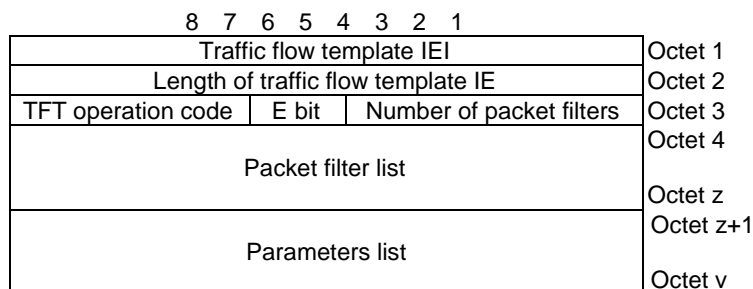 8 7 6 5 4 3 2 1
Traffic flow template IEI Octet 1
Length of traffic flow template IE Octet 2
TFT operation code E bit Number of packet filters Octet 3
Octet 4
Packet filter list
Octet z
Octet z+1
Parameters list
Octet v